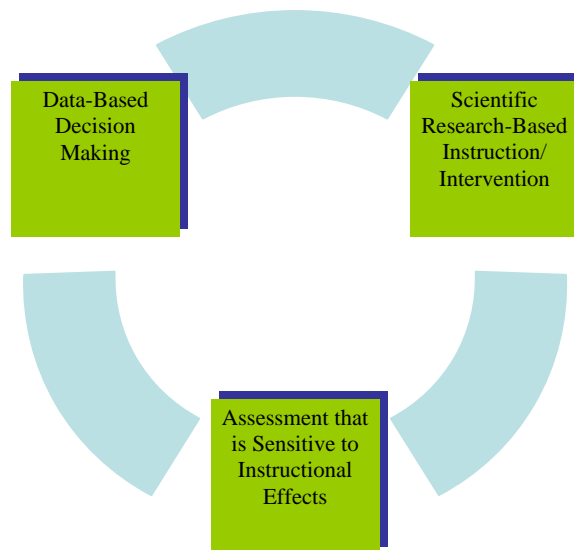 Data-Based
Decision
Making
Scientific
Research-Based
Instruction/
Intervention
Assessment that
is Sensitive to
Instructional
Effects